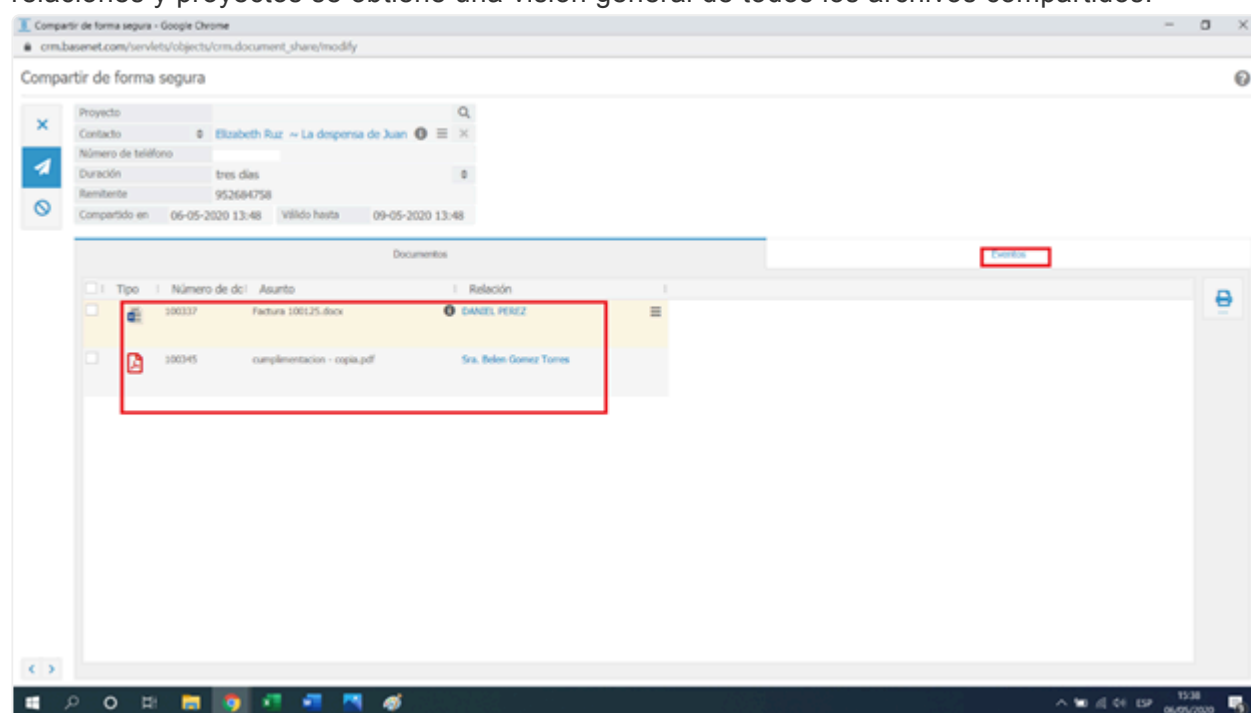 relaciones y proyectos se obtiene una visión general de todos los archivos compartidos.
Compartir de forma segura - Google Chrome
crm.basenet.com/servlets/objects/crm.document_share/modify
Compartir de forma segura
Proyecto
Contacto Elizabeth Ruz ~ La despensa de Juan
Número de teléfono
Duración tres días
Remitente 952684758
Compartido en 06-05-2020 13:48 Válido hasta 09-05-2020 13:48
Documentos Eventos
Tipo Número de dc Asunto Relación
100337 Factura 100125.docx DANIEL PEREZ
100345 cumplimentacion - copia.pdf Sra. Belen Gomez Torres
ESP 15:38
06/05/2020